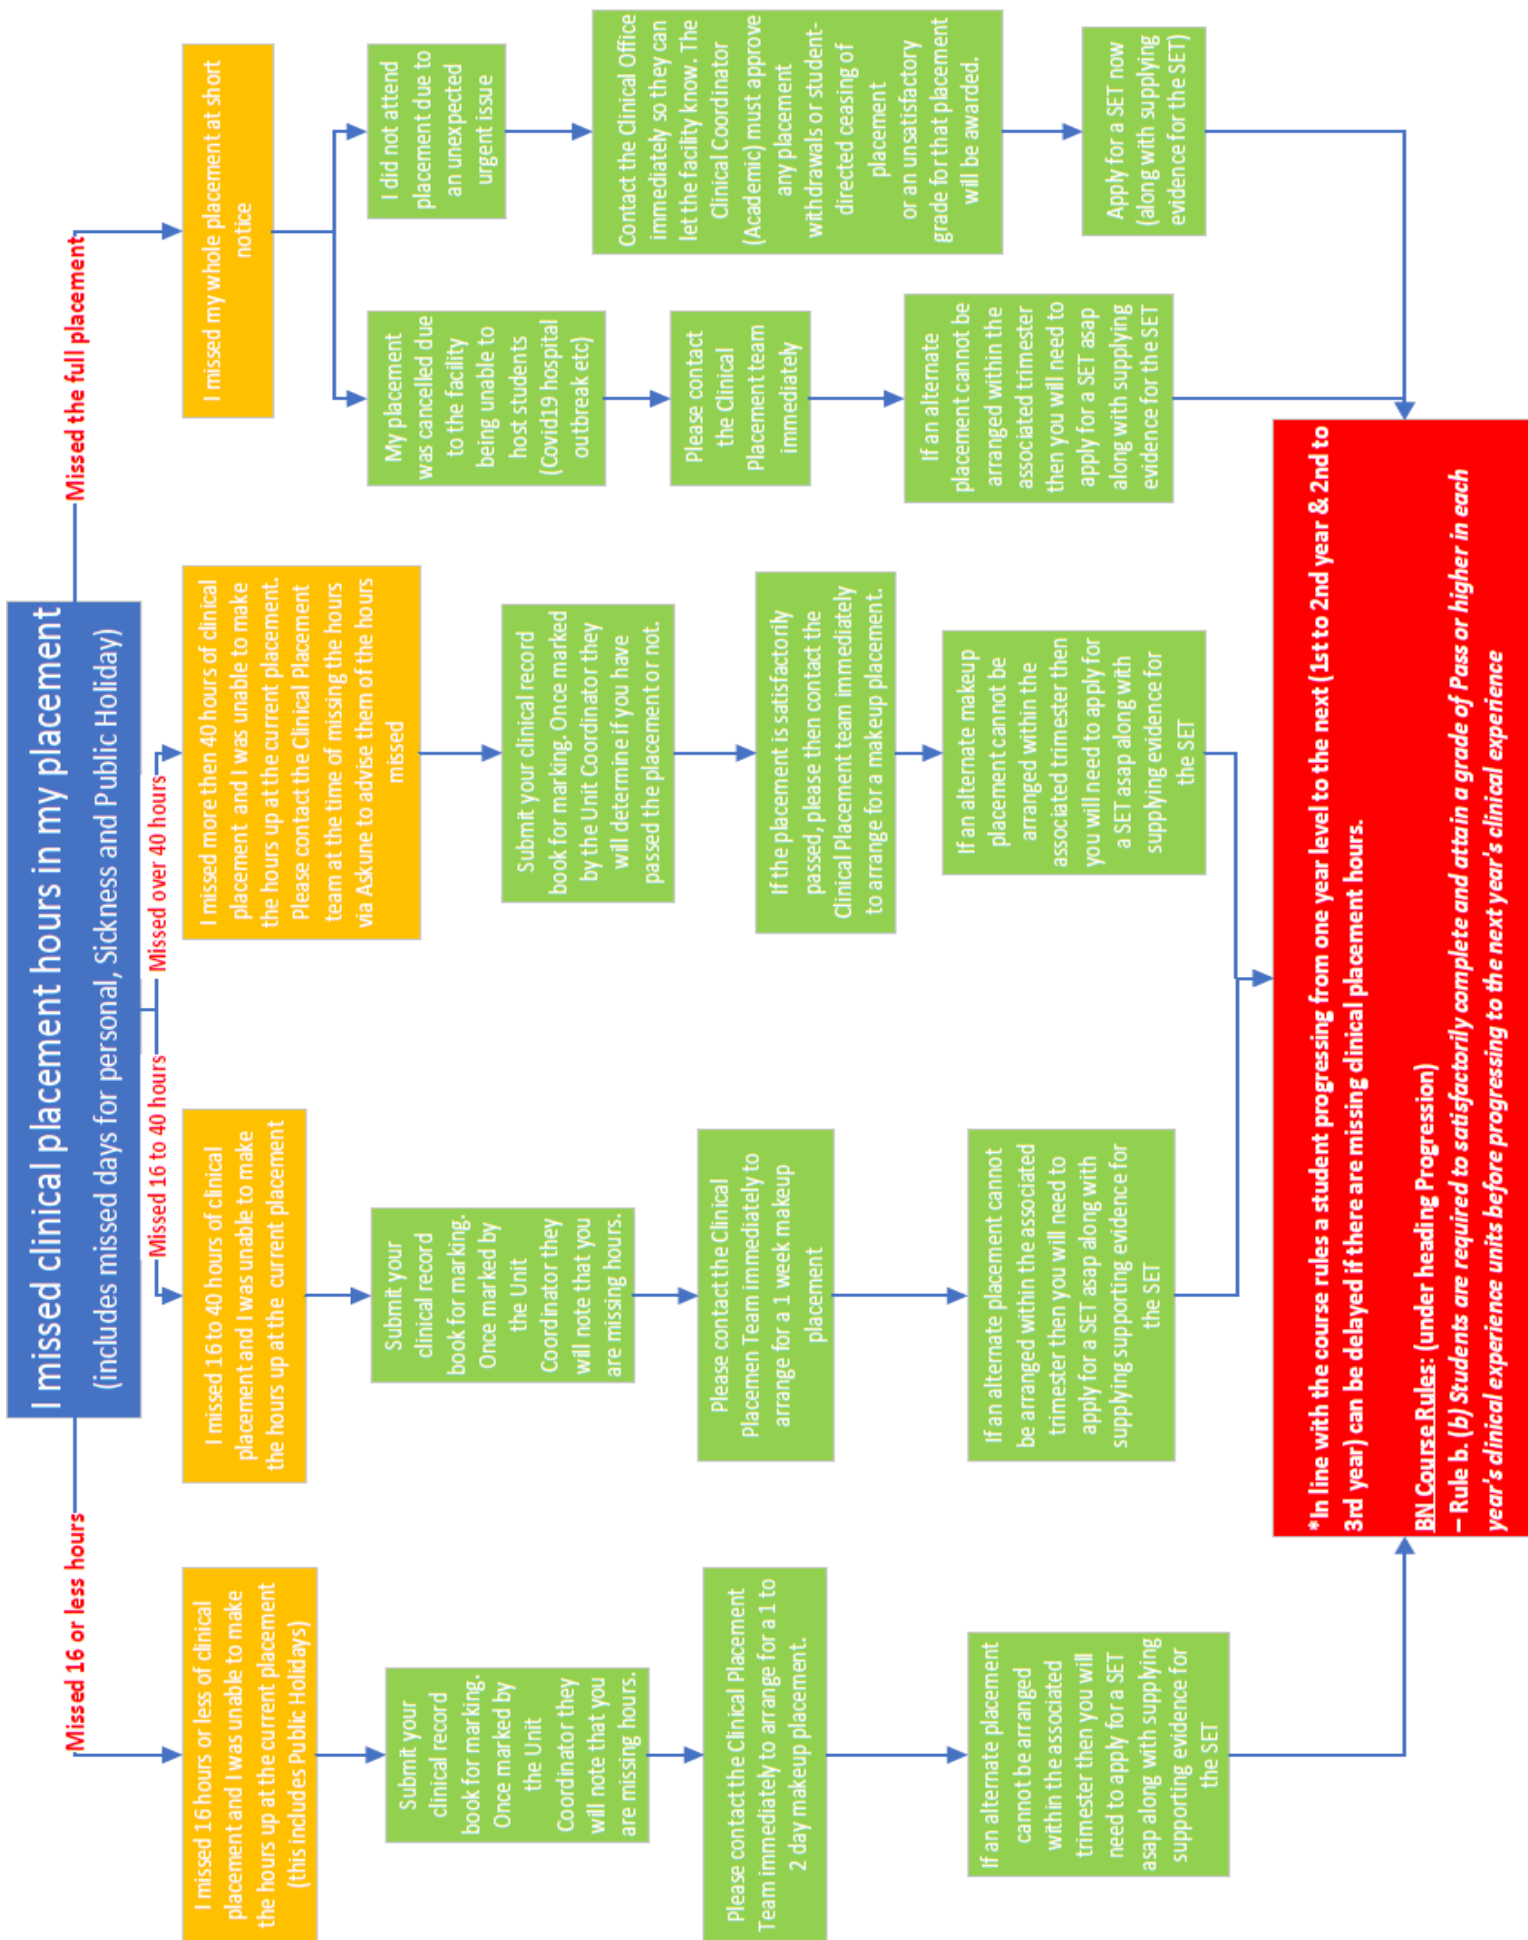 I missed clinical placement hours in my placement
(includes missed days for personal, Sickness and Public Holiday)
Missed 16 or less hours
I missed 16 hours or less of clinical
placement and I was unable to make
the hours up at the current placement
(this includes Public Holidays)
Submit your
clinical record
book for marking.
Once marked by
the Unit
Coordinator they
will note that you
are missing hours.
Please contact the Clinical Placement
Team immediately to arrange for a 1 to
2 day makeup placement.
If an alternate placement
cannot be arranged
within the associated
trimester then you will
need to apply for a SET
asap along with supplying
supporting evidence for
the SET
Missed 16 to 40 hours
I missed 16 to 40 hours of clinical
placement and I was unable to make
the hours up at the current placement
Submit your
clinical record
book for marking.
Once marked by
the Unit
Coordinator they
will note that you
are missing hours.
Please contact the Clinical
Placemen Team immediately to
arrange for a 1 week makeup
placement
If an alternate placement cannot
be arranged within the associated
trimester then you will need to
apply for a SET asap along with
supplying supporting evidence for
the SET
Missed over 40 hours
I missed more then 40 hours of clinical
placement and I was unable to make
the hours up at the current placement.
Please contact the Clinical Placement
team at the time of missing the hours
via Askune to advise them of the hours
missed
Submit your clinical record
book for marking. Once marked
by the Unit Coordinator they
will determine if you have
passed the placement or not.
If the placement is satisfactorily
passed, please then contact the
Clinical Placement team immediately
to arrange for a makeup placement.
If an alternate makeup
placement cannot be
arranged within the
associated trimester then
you will need to apply for
a SET asap along with
supplying evidence for
the SET
Missed the full placement
I missed my whole placement at short
notice
My placement
was cancelled due
to the facility
being unable to
host students
(Covid19 hospital
outbreak etc)
Please contact
the Clinical
Placement team
immediately
If an alternate
placement cannot be
arranged within the
associated trimester
then you will need to
apply for a SET asap
along with supplying
evidence for the SET
I did not attend
placement due to
an unexpected
urgent issue
Contact the Clinical Office
immediately so they can
let the facility know. The
Clinical Coordinator
(Academic) must approve
any placement
withdrawals or student-
directed ceasing of
placement
or an unsatisfactory
grade for that placement
will be awarded.
Apply for a SET now
(along with supplying
evidence for the SET)
*In line with the course rules a student progressing from one year level to the next (1st to 2nd year & 2nd to
3rd year) can be delayed if there are missing clinical placement hours.
BN Course Rules: (under heading Progression)
– Rule b. (b) Students are required to satisfactorily complete and attain a grade of Pass or higher in each
year's clinical experience units before progressing to the next year's clinical experience